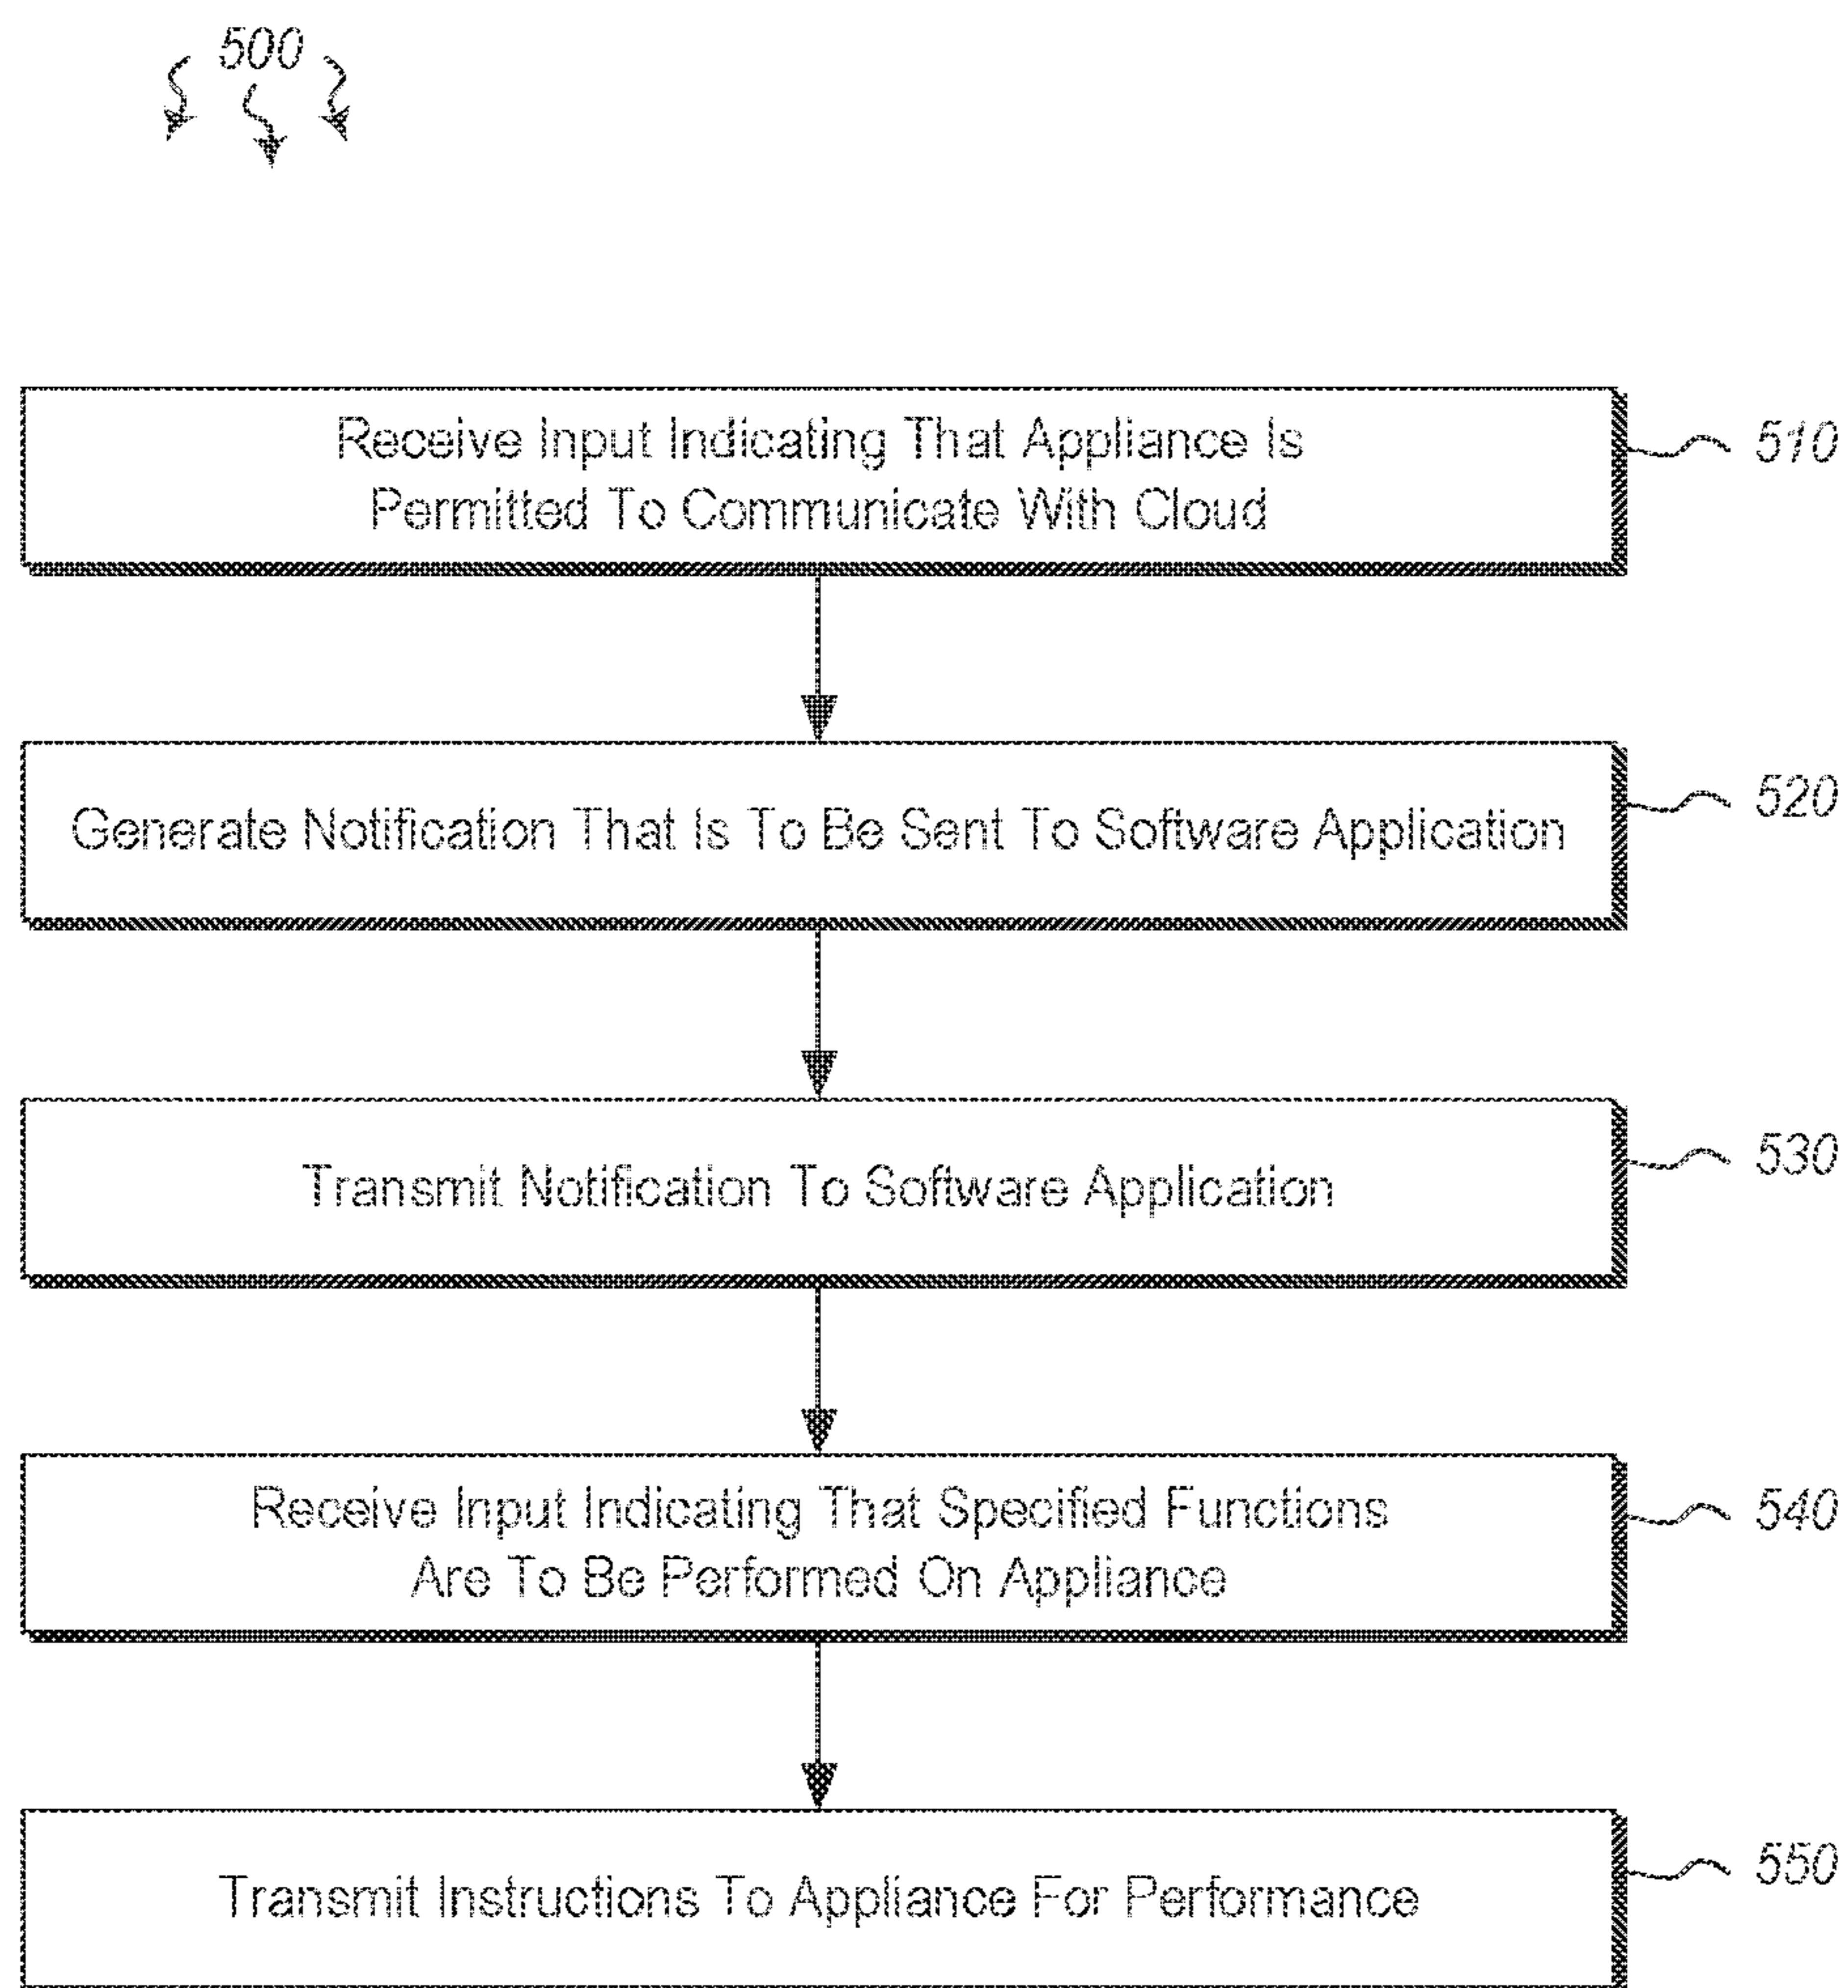 500
Receive Input Indicating That Appliance Is
Permitted To Communicate With Cloud
510
Generate Notification That Is To Be Sent To Software Application
520
Transmit Notification To Software Application
530
Receive Input Indicating That Specified Functions
Are To Be Performed On Appliance
540
Transmit Instructions To Appliance For Performance
550